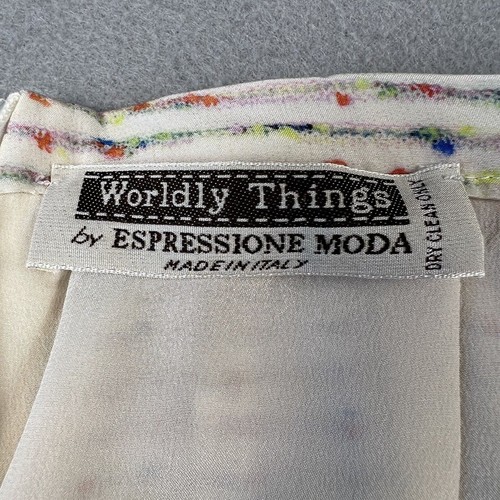 Worldly Things
by ESPRESSIONE MODA
MADE IN ITALY
DRY CLEAN ONLY